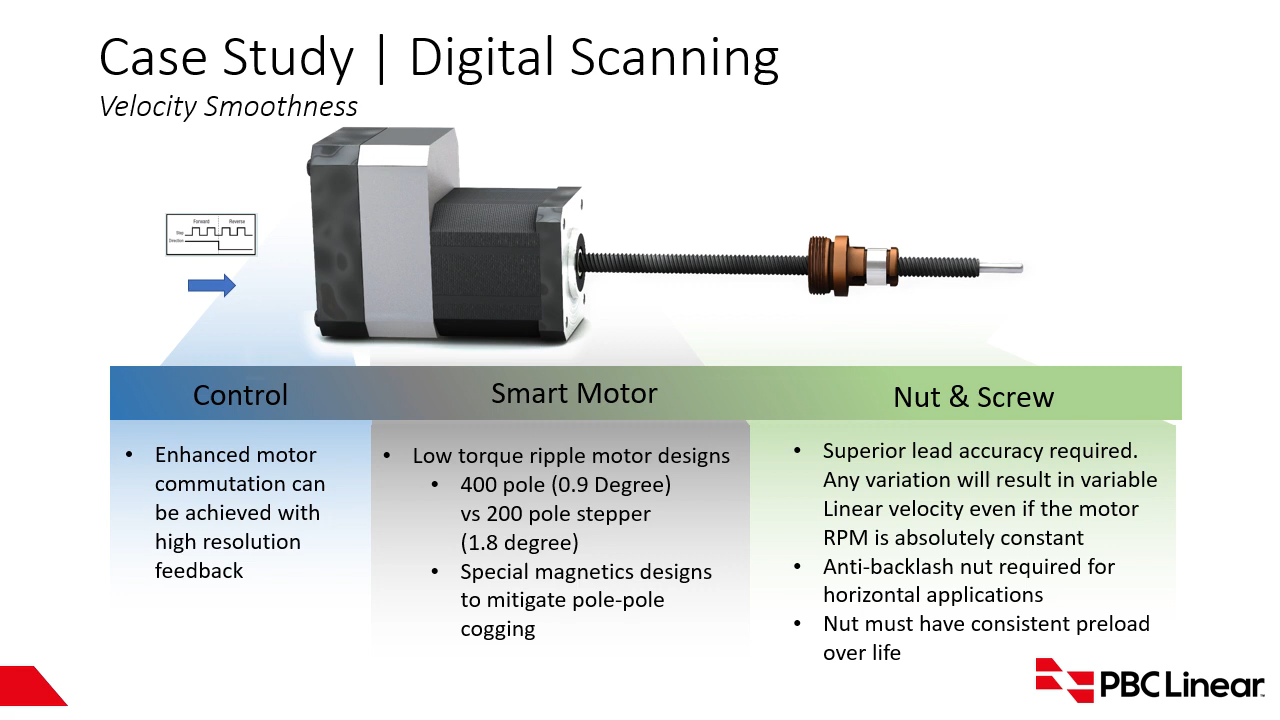 Case Study | Digital Scanning
Velocity Smoothness
Forward Reverse
Step
Direction
Control
Smart Motor
Nut & Screw
• Enhanced motor
commutation can
be achieved with
high resolution
feedback
• Low torque ripple motor designs
• 400 pole (0.9 Degree)
vs 200 pole stepper
(1.8 degree)
• Special magnetics designs
to mitigate pole-pole
cogging
• Superior lead accuracy required.
Any variation will result in variable
Linear velocity even if the motor
RPM is absolutely constant
• Anti-backlash nut required for
horizontal applications
• Nut must have consistent preload
over life
PBC Linear™